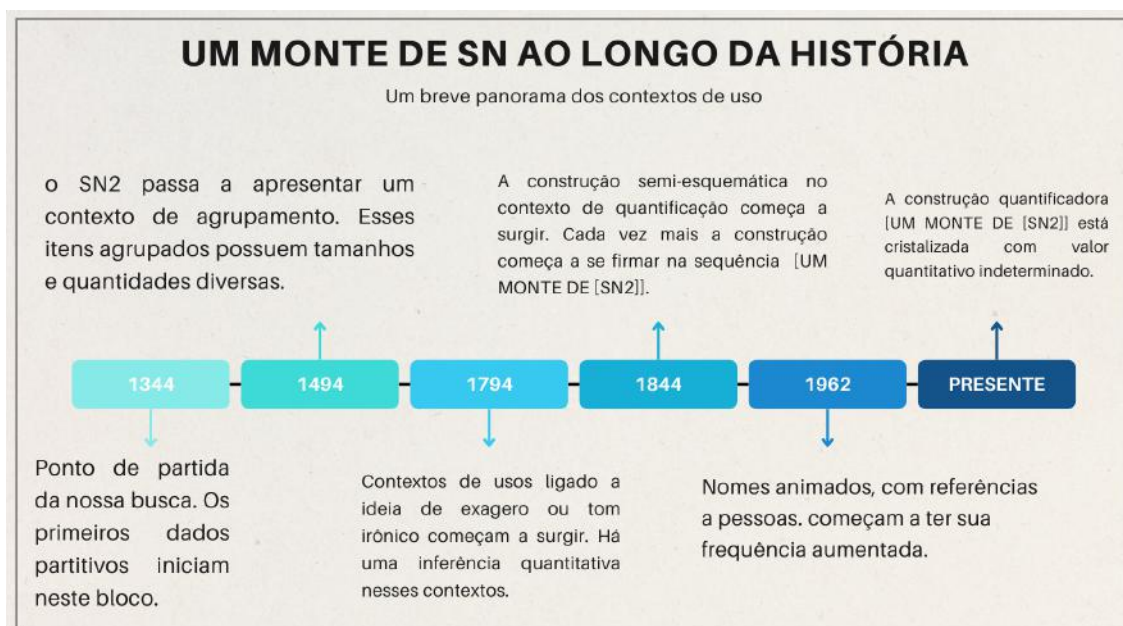 UM MONTE DE SN AO LONGO DA HISTÓRIA
Um breve panorama dos contextos de uso
o SN2 passa a apresentar um
contexto de agrupamento. Esses
itens agrupados possuem tamanhos
e quantidades diversas.
A construção semi-esquemática no
contexto de quantificação começa a
surgir. Cada vez mais a construção
começa a se firmar na sequência [UM
MONTE DE [SN2]].
A construção quantificadora
[UM MONTE DE [SN2]] está
cristalizada com valor
quantitativo indeterminado.
1344
1494
1794
1844
1962
PRESENTE
Ponto de partida
da nossa busca. Os
primeiros dados
partitivos iniciam
neste bloco.
Contextos de usos ligado a
ideia de exagero ou tom
irônico começam a surgir. Há
uma inferência quantitativa
nesses contextos.
Nomes animados, com referências
a pessoas. começam a ter sua
frequência aumentada.